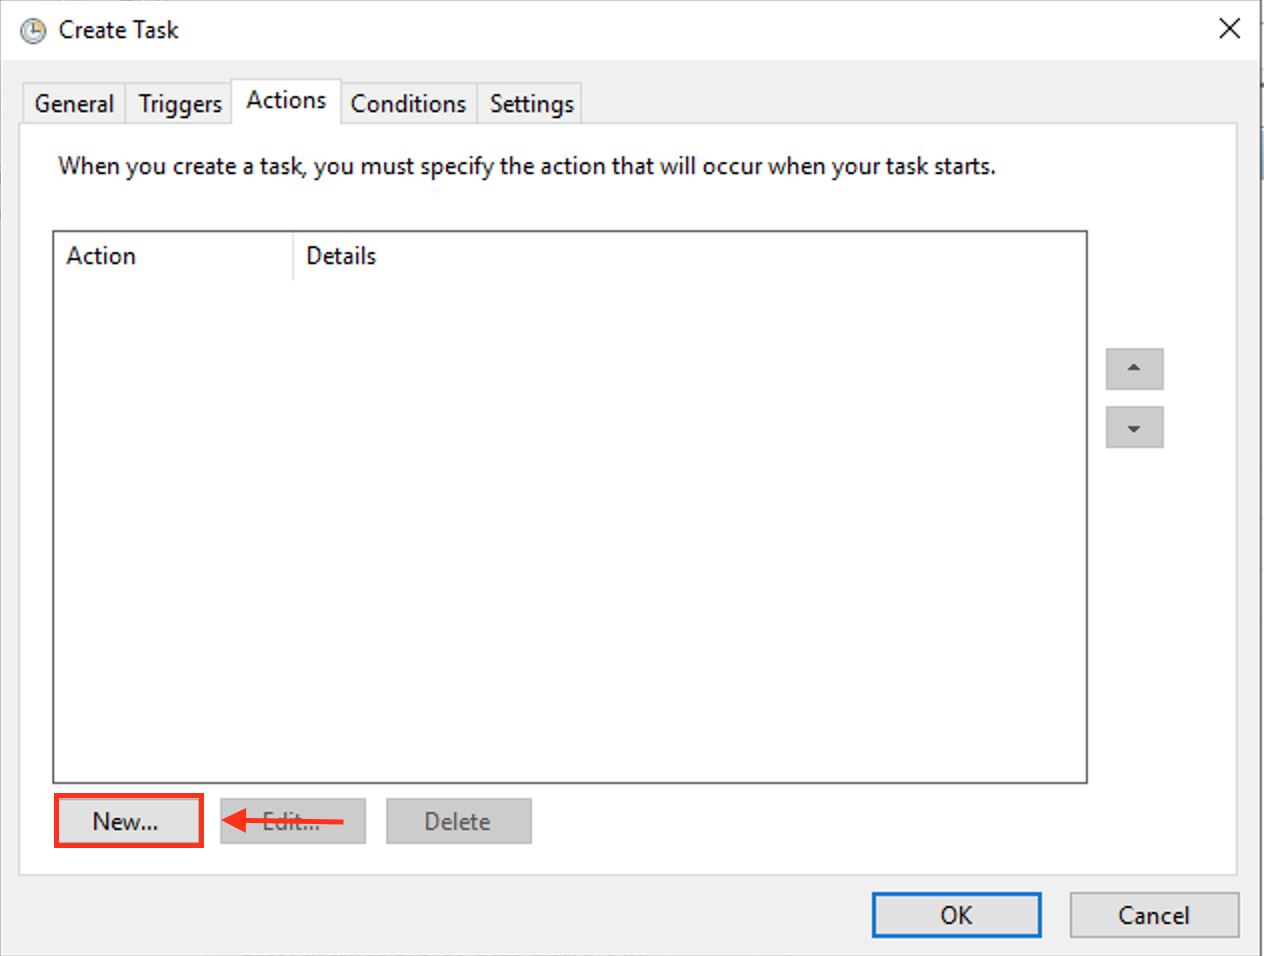 Create Task
General Triggers Actions Conditions Settings
When you create a task, you must specify the action that will occur when your task starts.
Action Details
New... Edit... Delete
OK Cancel